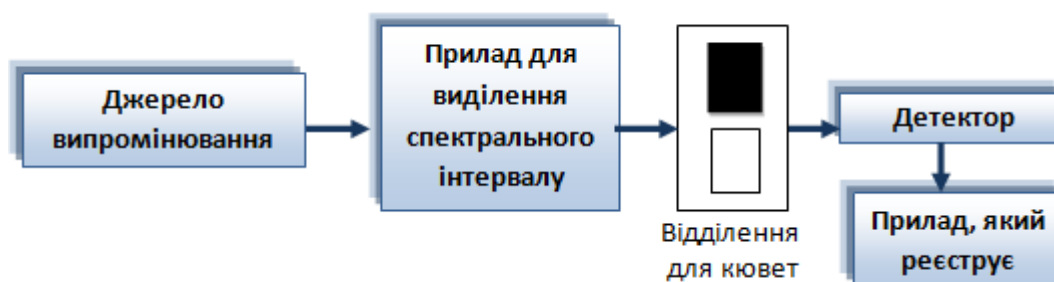 Джерело
випромінювання
Прилад для
виділення
спектрального
інтервалу
Відділення
для кювет
Детектор
Прилад, який
реєструє